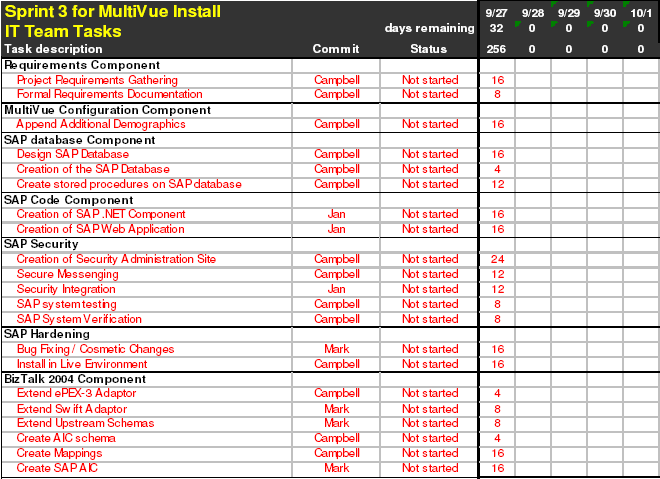 Sprint 3 for MultiVue Install 9/27 9/28 9/29 9/30 10/1
IT Team Tasks days remaining 32 0 0 0 0
Task description Commit Status 256 0 0 0 0
Requirements Component
Project Requirements Gathering Campbell Not started 16
Formal Requirements Documentation Campbell Not started 8
MultiVue Configuration Component
Append Additional Demographics Campbell Not started 16
SAP database Component
Design SAP Database Campbell Not started 16
Creation of the SAP Database Campbell Not started 4
Create stored procedures on SAP database Campbell Not started 12
SAP Code Component
Creation of SAP .NET Component Jan Not started 16
Creation of SAP Web Application Jan Not started 16
SAP Security
Creation of Security Administration Site Campbell Not started 24
Secure Messenging Campbell Not started 12
Security Integration Jan Not started 12
SAP system testing Campbell Not started 8
SAP System Verification Campbell Not started 8
SAP Hardening
Bug Fixing / Cosmetic Changes Mark Not started 16
Install in Live Environment Campbell Not started 16
BizTalk 2004 Component
Extend ePEX-3 Adaptor Campbell Not started 4
Extend Swift Adaptor Mark Not started 8
Extend Upstream Schemas Mark Not started 8
Create AIC schema Campbell Not started 4
Create Mappings Campbell Not started 16
Create SAP AIC Mark Not started 16